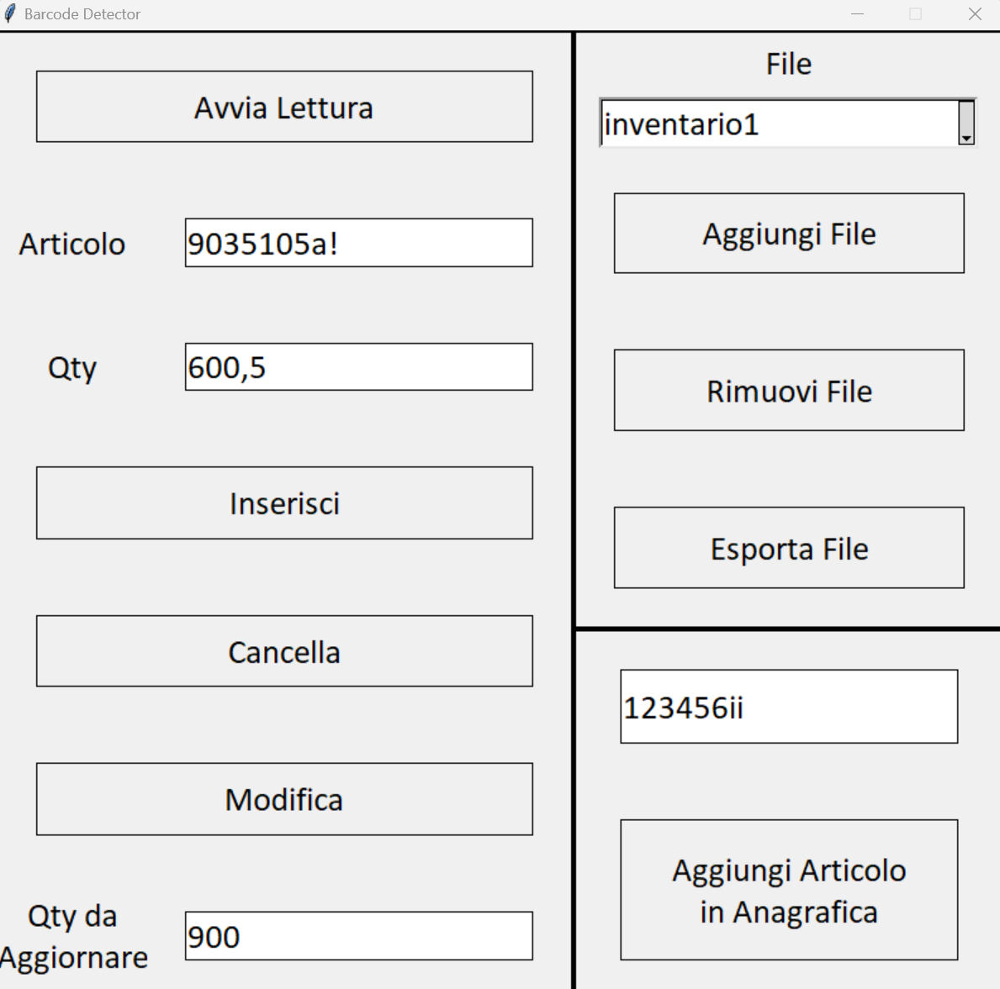 Barcode Detector
Avvia Lettura
Articolo
9035105a!
Qty
600,5
Inserisci
Cancella
Modifica
Qty da
Aggiornare
900
File
inventario1
Aggiungi File
Rimuovi File
Esporta File
123456ii
Aggiungi Articolo
in Anagrafica